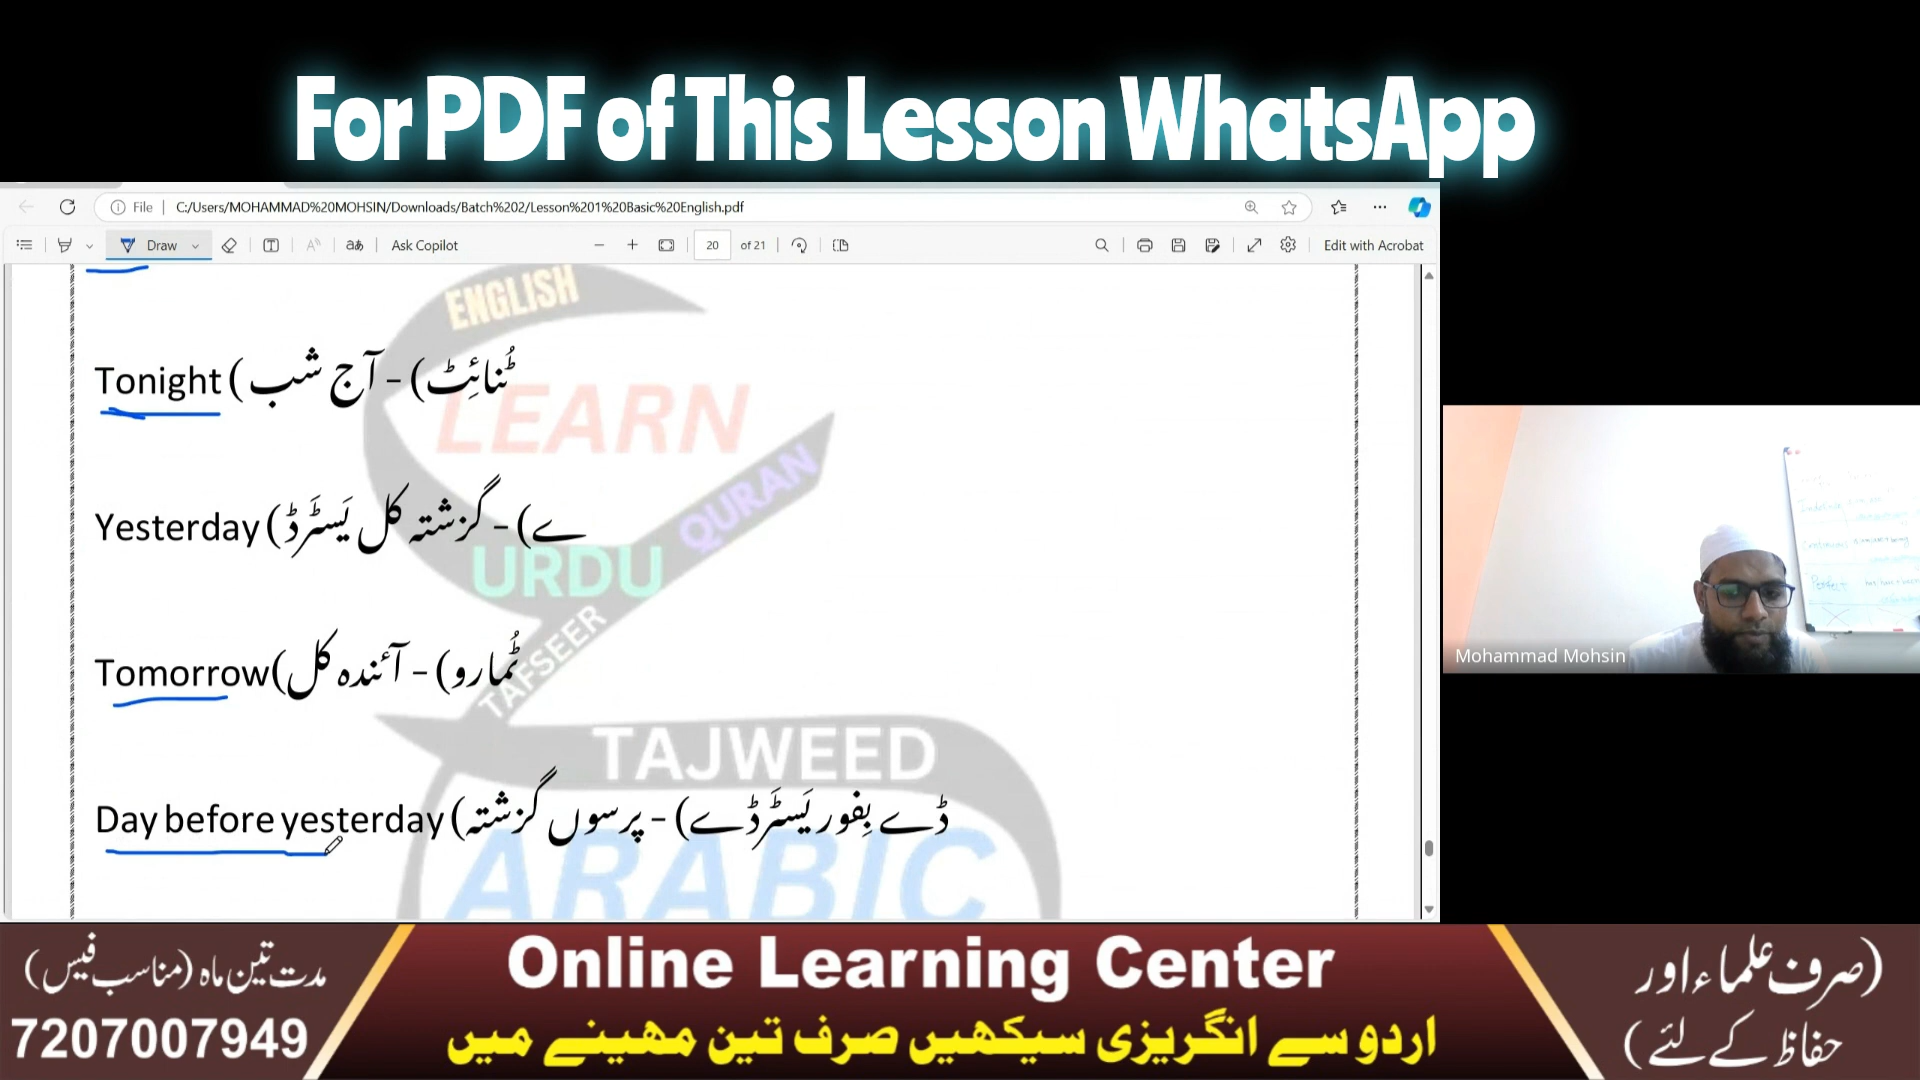 For PDF of This Lesson WhatsApp
File | C:/Users/MOHAMMAD%20MOHSIN/Downloads/Batch%202/Lesson%201%20Basic%20English.pdf
Draw
Ask Copilot
20 of 21
Edit with Acrobat
ENGLISH
LEARN
QURAN
URDU
TAFSEER
TAJWEED
ARABIC
Tonight (ٹُنائِٹ) - آج شب
Yesterday (یَسٹَرڈے) - گزشتہ کل
Tomorrow(ٹُمارو) - آئندہ کل
Day before yesterday (ڈے بِفور یَسٹَرڈے) - پرسوں گزشتہ
Mohammad Mohsin
مدت تین ماہ (مناسب فیس)
7207007949
Online Learning Center
اردو سے انگریزی سیکھیں صرف تین مہینے میں
(صرف علماء اور
حفاظ کے لئے)